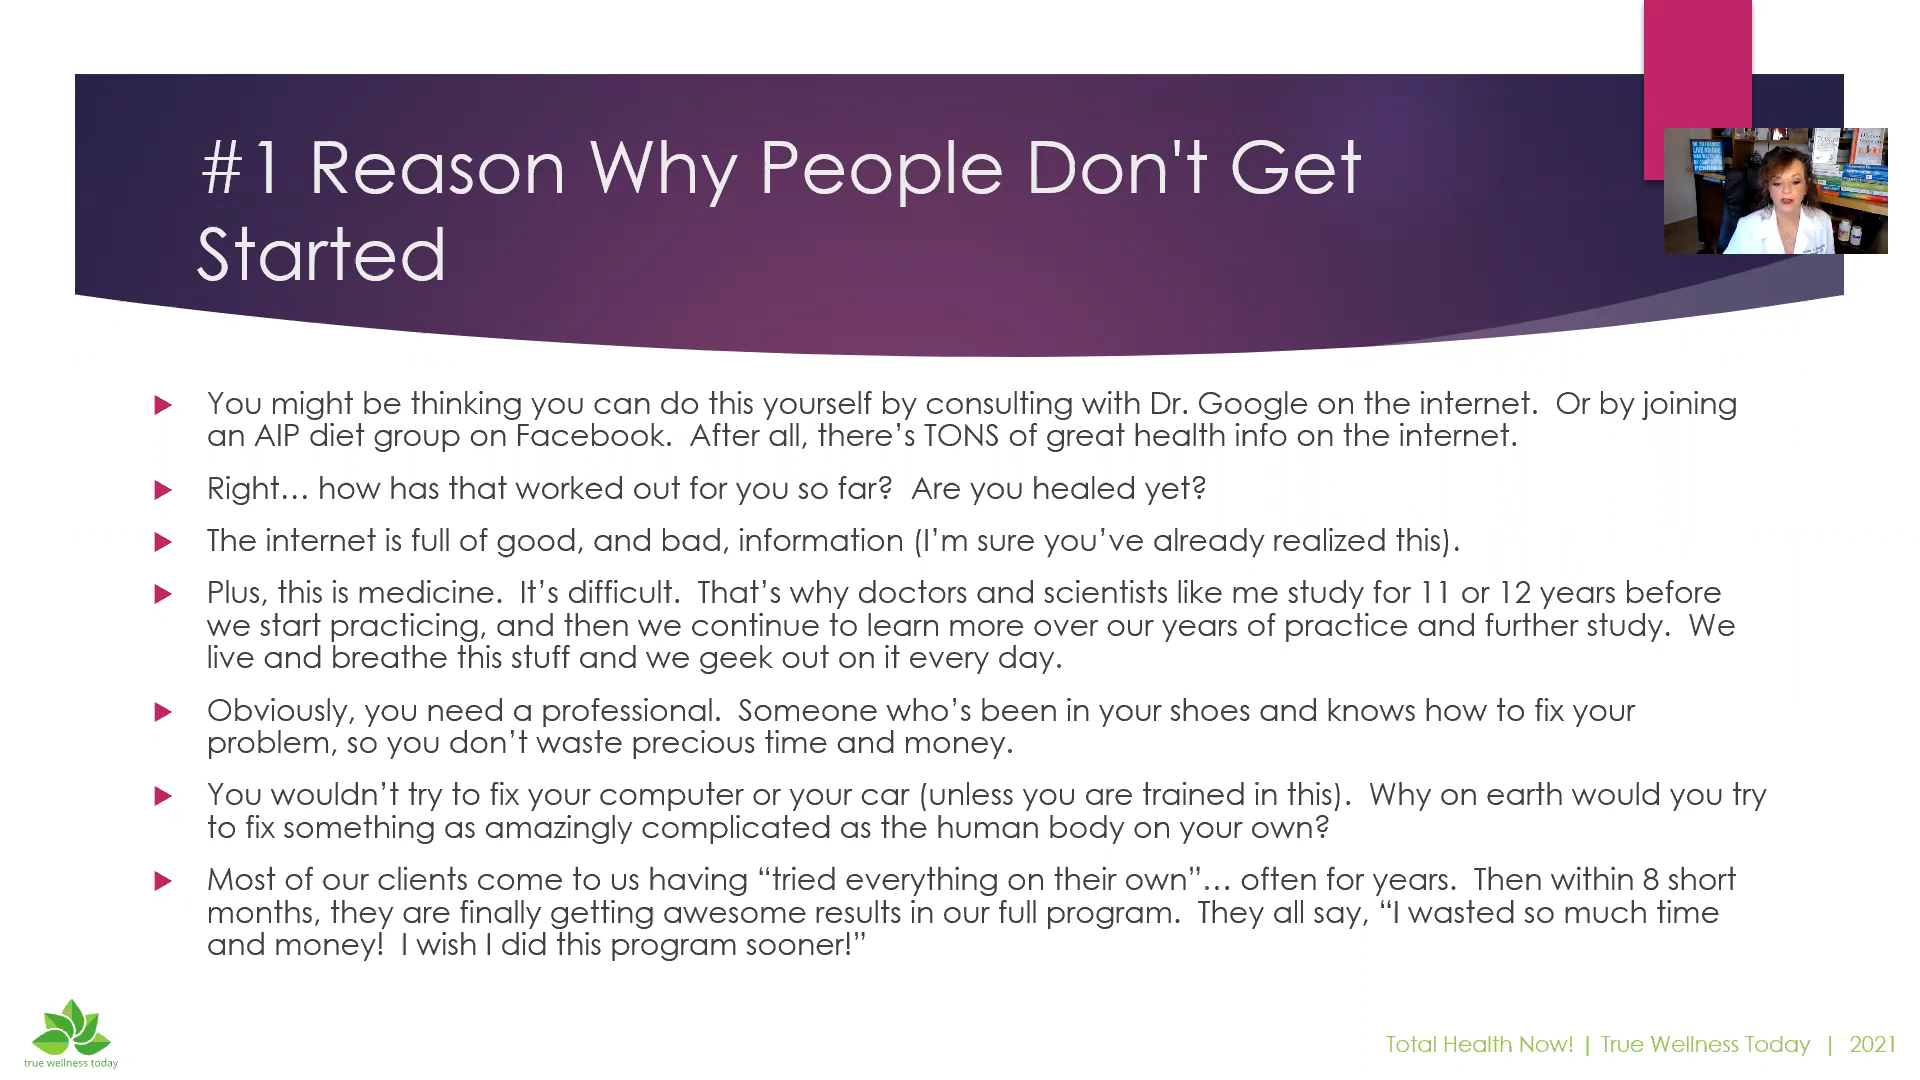 #1 Reason Why People Don't Get
Started
You might be thinking you can do this yourself by consulting with Dr. Google on the internet.  Or by joining
an AIP diet group on Facebook.  After all, there’s TONS of great health info on the internet.
Right… how has that worked out for you so far?  Are you healed yet?
The internet is full of good, and bad, information (I’m sure you’ve already realized this).
Plus, this is medicine.  It’s difficult.  That’s why doctors and scientists like me study for 11 or 12 years before
we start practicing, and then we continue to learn more over our years of practice and further study.  We
live and breathe this stuff and we geek out on it every day.
Obviously, you need a professional.  Someone who’s been in your shoes and knows how to fix your
problem, so you don’t waste precious time and money.
You wouldn’t try to fix your computer or your car (unless you are trained in this).  Why on earth would you try
to fix something as amazingly complicated as the human body on your own?
Most of our clients come to us having “tried everything on their own”… often for years.  Then within 8 short
months, they are finally getting awesome results in our full program.  They all say, “I wasted so much time
and money!  I wish I did this program sooner!”
true wellness today
Total Health Now! | True Wellness Today | 2021